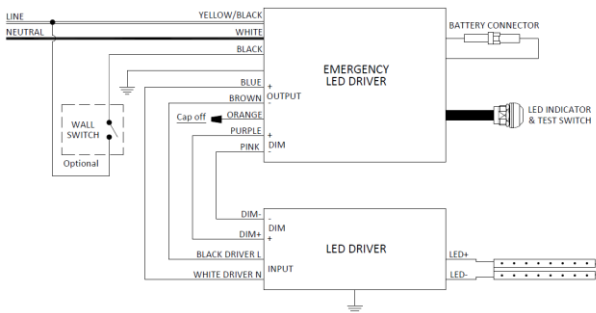 LINE
YELLOW/BLACK
NEUTRAL
WHITE
BLACK
BATTERY CONNECTOR
EMERGENCY
LED DRIVER
BLUE
+
OUTPUT
BROWN
-
Cap off
ORANGE
LED INDICATOR
& TEST SWITCH
WALL
SWITCH
Optional
PURPLE
+
DIM
PINK
-
DIM-
-
DIM
DIM+
+
LED DRIVER
BLACK DRIVER L
INPUT
WHITE DRIVER N
LED+
LED-